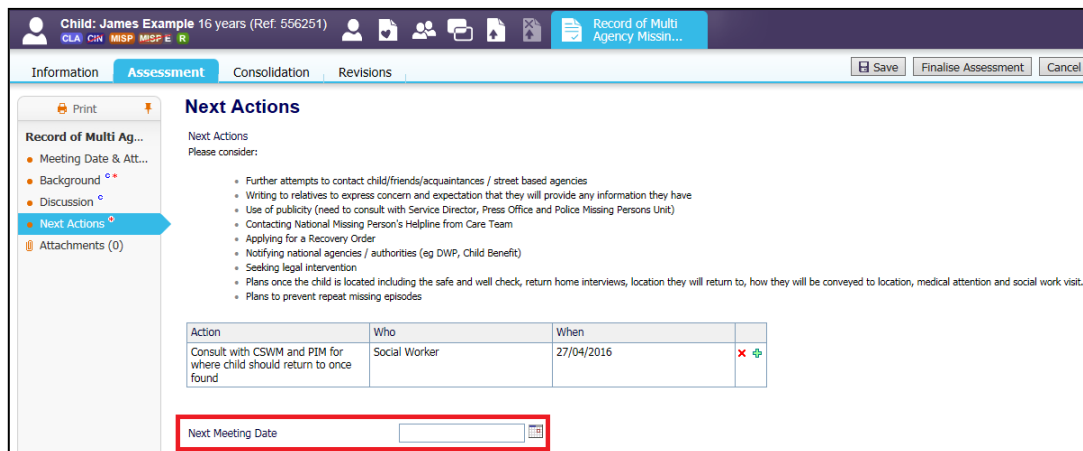 Child: James Example 16 years (Ref: 556251)
CLA CIN MISP MISP E R
Record of Multi
Agency Missin...
Information Assessment Consolidation Revisions
Save Finalise Assessment Cancel
Print
Record of Multi Ag...
Meeting Date & Att...
Background c *
Discussion c
Next Actions
Attachments (0)
Next Actions
Next Actions
Please consider:
Further attempts to contact child/friends/acquaintances / street based agencies
Writing to relatives to express concern and expectation that they will provide any information they have
Use of publicity (need to consult with Service Director, Press Office and Police Missing Persons Unit)
Contacting National Missing Person's Helpline from Care Team
Applying for a Recovery Order
Notifying national agencies / authorities (eg DWP, Child Benefit)
Seeking legal intervention
Plans once the child is located including the safe and well check, return home interviews, location they will return to, how they will be conveyed to location, medical attention and social work visit.
Plans to prevent repeat missing episodes
Action Who When
Consult with CSWM and PIM for Social Worker 27/04/2016
where child should return to once
found
Next Meeting Date